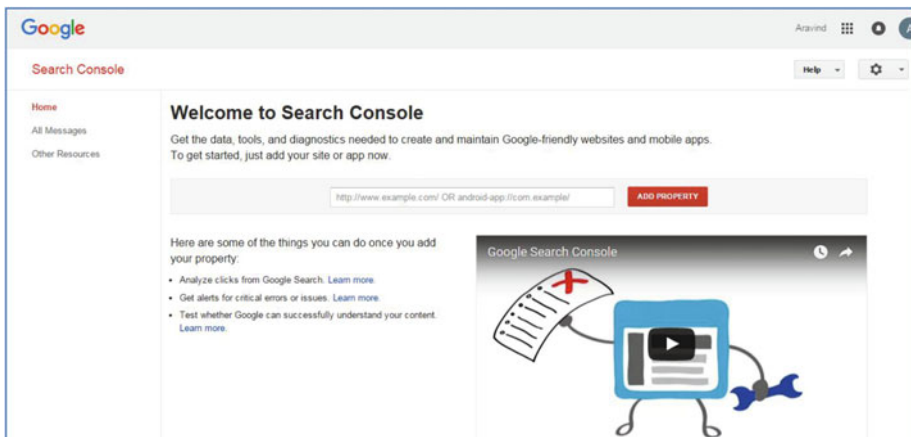 Google
Aravind
A
Search Console
Help
Home
All Messages
Other Resources
Welcome to Search Console
Get the data, tools, and diagnostics needed to create and maintain Google-friendly websites and mobile apps.
To get started, just add your site or app now.
http://www.example.com/ OR android-app://com.example/
ADD PROPERTY
Here are some of the things you can do once you add
your property:
Analyze clicks from Google Search. Learn more.
Get alerts for critical errors or issues. Learn more.
Test whether Google can successfully understand your content.
Learn more.
Google Search Console